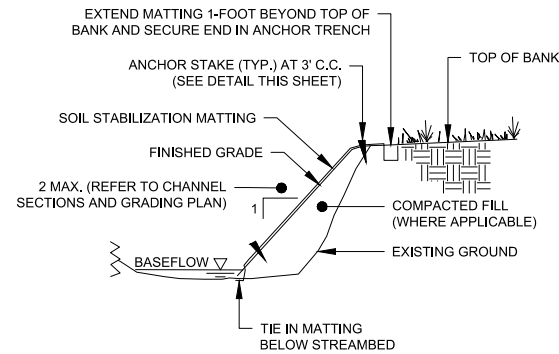 EXTEND MATTING 1-FOOT BEYOND TOP OF
BANK AND SECURE END IN ANCHOR TRENCH
ANCHOR STAKE (TYP.) AT 3' C.C.
(SEE DETAIL THIS SHEET)
TOP OF BANK
SOIL STABILIZATION MATTING
FINISHED GRADE
2 MAX. (REFER TO CHANNEL
SECTIONS AND GRADING PLAN)
1
COMPACTED FILL
(WHERE APPLICABLE)
EXISTING GROUND
BASEFLOW
TIE IN MATTING
BELOW STREAMBED